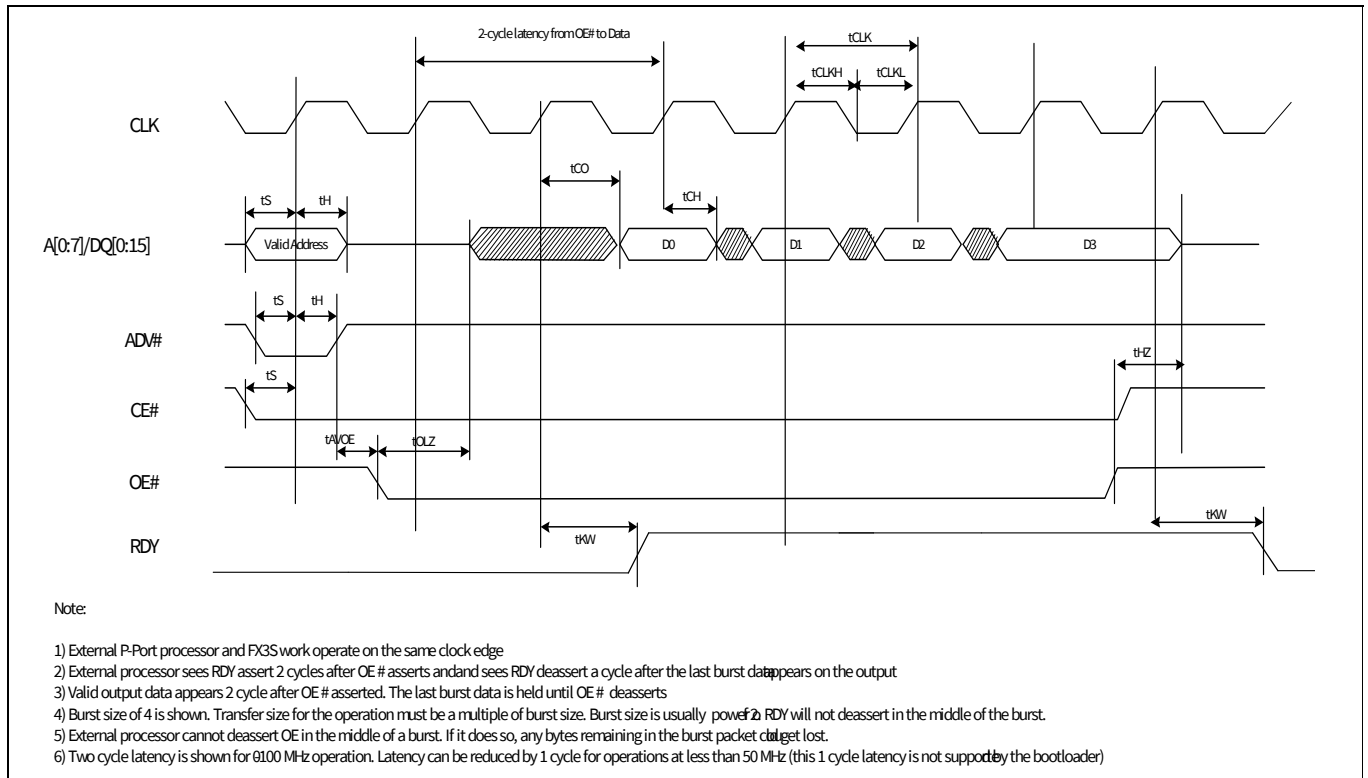 2-cycle latency from OE# to Data
tCLK
tCLKH
tCLKL
CLK
tCO
tCH
tS
tH
A[0:7]/DQ[0:15]
Valid Address
D0
D1
D2
D3
tS
tH
ADV#
tHZ
tS
CE#
tAVOE
tOLZ
OE#
tKW
tKW
RDY
Note:
1) External P-Port processor and FX3S work operate on the same clock edge
2) External processor sees RDY assert 2 cycles after OE # asserts andand sees RDY deassert a cycle after the last burst data appears on the output
3) Valid output data appears 2 cycle after OE # asserted. The last burst data is held until OE # deasserts
4) Burst size of 4 is shown. Transfer size for the operation must be a multiple of burst size. Burst size is usually power 2. RDY will not deassert in the middle of the burst.
5) External processor cannot deassert OE in the middle of a burst. If it does so, any bytes remaining in the burst packet could get lost.
6) Two cycle latency is shown for 0-100 MHz operation. Latency can be reduced by 1 cycle for operations at less than 50 MHz (this 1 cycle latency is not supported by the bootloader)